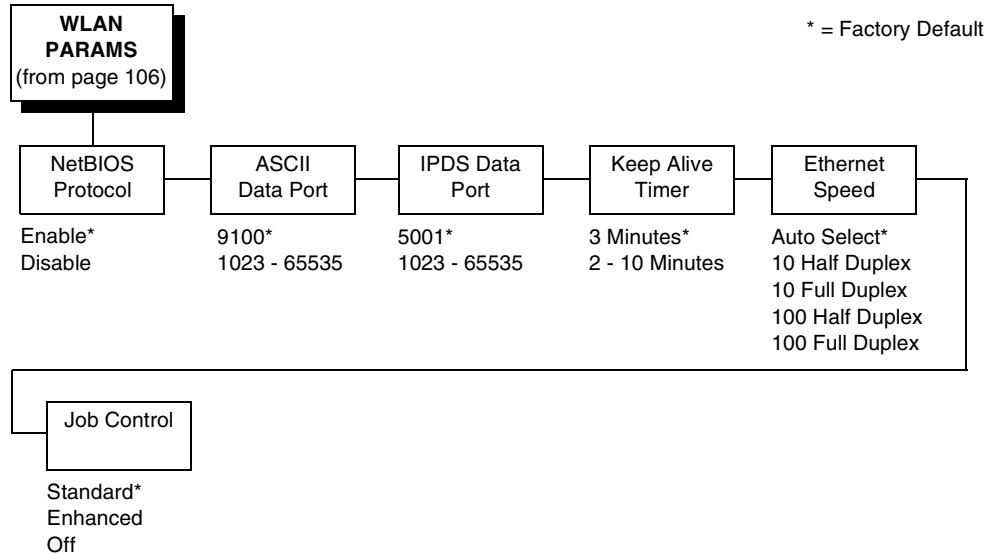 WLAN
PARAMS
(from page 106)
* = Factory Default
NetBIOS
Protocol
Enable*
Disable
ASCII
Data Port
9100*
1023 - 65535
IPDS Data
Port
5001*
1023 - 65535
Keep Alive
Timer
3 Minutes*
2 - 10 Minutes
Ethernet
Speed
Auto Select*
10 Half Duplex
10 Full Duplex
100 Half Duplex
100 Full Duplex
Job Control
Standard*
Enhanced
Off